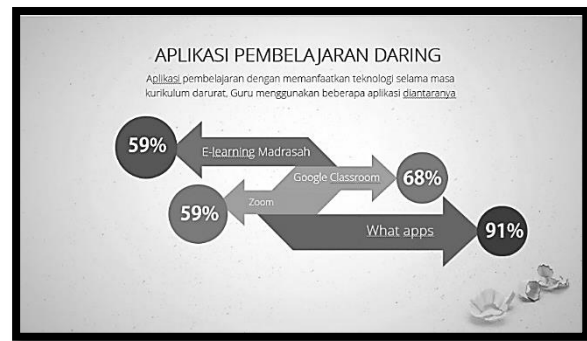 APLIKASI PEMBELAJARAN DARING
Aplikasi pembelajaran dengan memanfaatkan teknologi selama masa
kurikulum darurat, Guru menggunakan beberapa aplikasi diantaranya
59%
E-learning Madrasah
Google Classroom
68%
59%
Zoom
What apps
91%